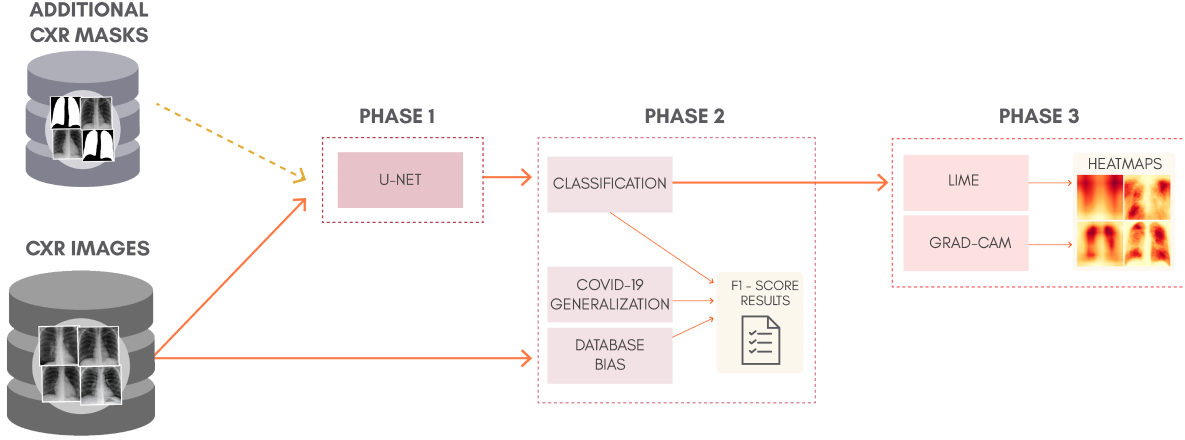 ADDITIONAL
CXR MASKS
CXR IMAGES
PHASE 1
U-NET
PHASE 2
CLASSIFICATION
COVID-19
GENERALIZATION
DATABASE
BIAS
F1 - SCORE
RESULTS
PHASE 3
LIME
GRAD-CAM
HEATMAPS